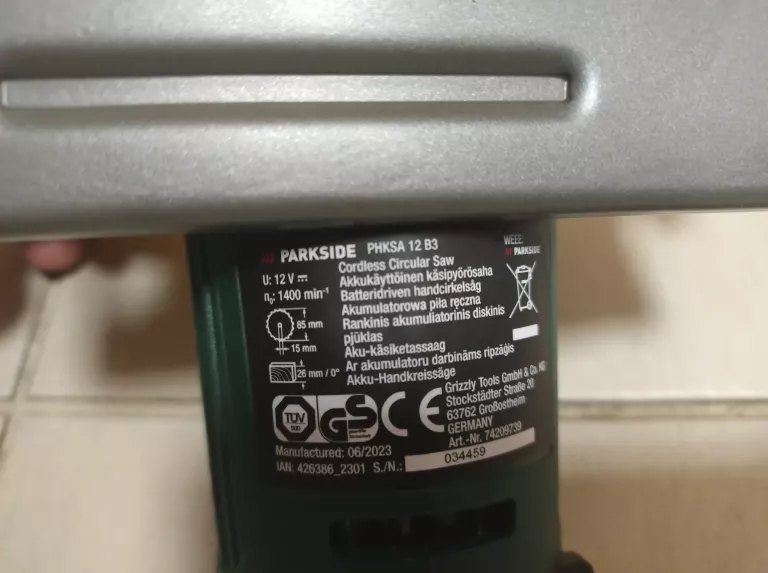 PARKSIDE PHKSA 12 B3
WEEE
PARKSIDE
U: 12 V
n₀: 1400 min⁻¹
85 mm
15 mm
26 mm / 0°
Cordless Circular Saw
Akkukäyttöinen käsipyörösaha
Batteridriven handcirkelsåg
Akumulatorowa piła ręczna
Rankinis akumuliatorinis diskinis
pjūklas
Aku-käsiketassaag
Ar akumulatoru darbināms ripzāģis
Akku-Handkreissäge
TÜV
SÜD
GS
CE
Grizzly Tools GmbH & Co. KG
Stockstädter Straße 20
63762 Großostheim
GERMANY
Art.-Nr. 74209739
Manufactured: 06/2023
IAN: 426386_2301 S./N.: 034459